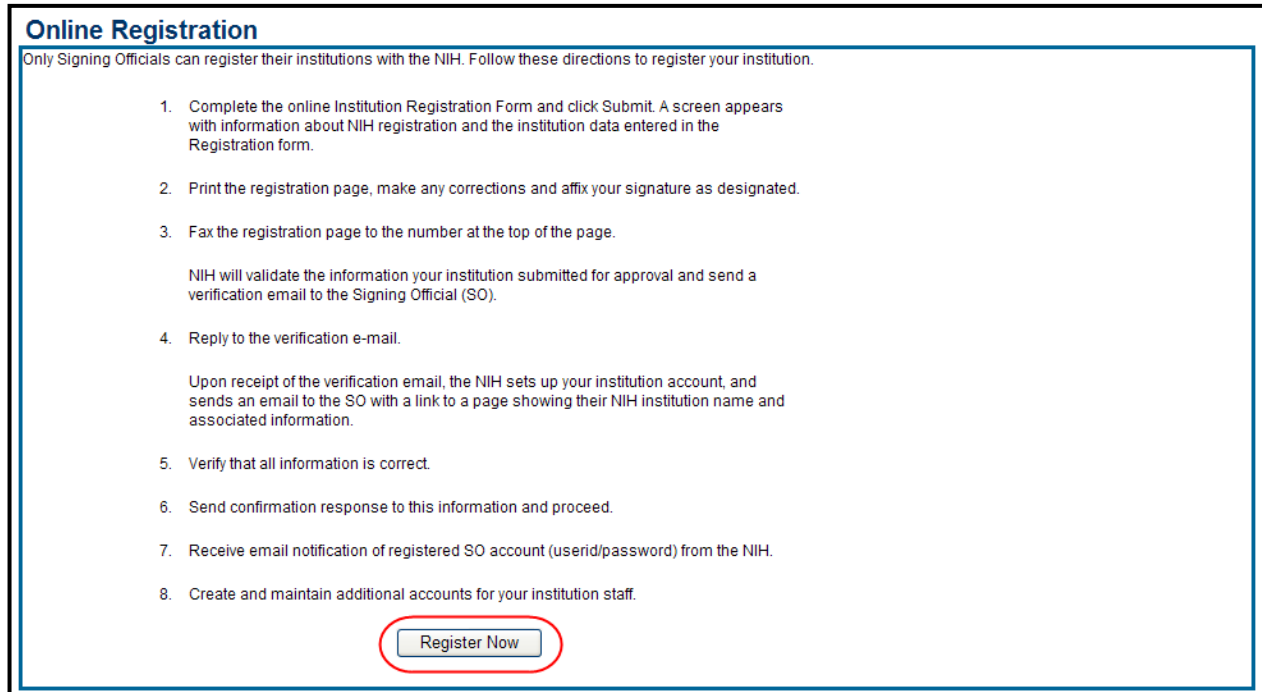 Online Registration
Only Signing Officials can register their institutions with the NIH. Follow these directions to register your institution.
1. Complete the online Institution Registration Form and click Submit. A screen appears
with information about NIH registration and the institution data entered in the
Registration form.
2. Print the registration page, make any corrections and affix your signature as designated.
3. Fax the registration page to the number at the top of the page.
NIH will validate the information your institution submitted for approval and send a
verification email to the Signing Official (SO).
4. Reply to the verification e-mail.
Upon receipt of the verification email, the NIH sets up your institution account, and
sends an email to the SO with a link to a page showing their NIH institution name and
associated information.
5. Verify that all information is correct.
6. Send confirmation response to this information and proceed.
7. Receive email notification of registered SO account (userid/password) from the NIH.
8. Create and maintain additional accounts for your institution staff.
Register Now